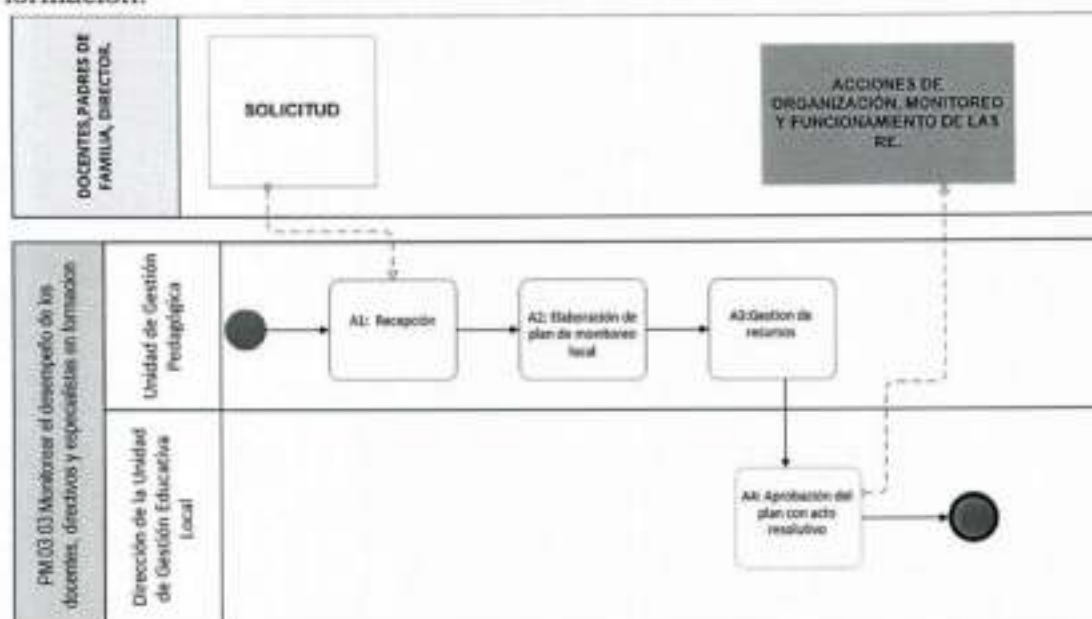 formación.
DOCENTES,PADRES DE
FAMILIA, DIRECTOR,
SOLICITUD
ACCIONES DE
ORGANIZACIÓN, MONITOREO
Y FUNCIONAMIENTO DE LAS
RE.
PM.03.03 Monitorear el desempeño de los
docentes, directivos y especialistas en formacion
Unidad de Gestión
Pedagógica
A1: Recepción
A2: Elaboración de
plan de monitoreo
local
A3:Gestion de
recursos
Dirección de la Unidad
de Gestión Educativa
Local
A4: Aprobación del
plan con acto
resolutivo